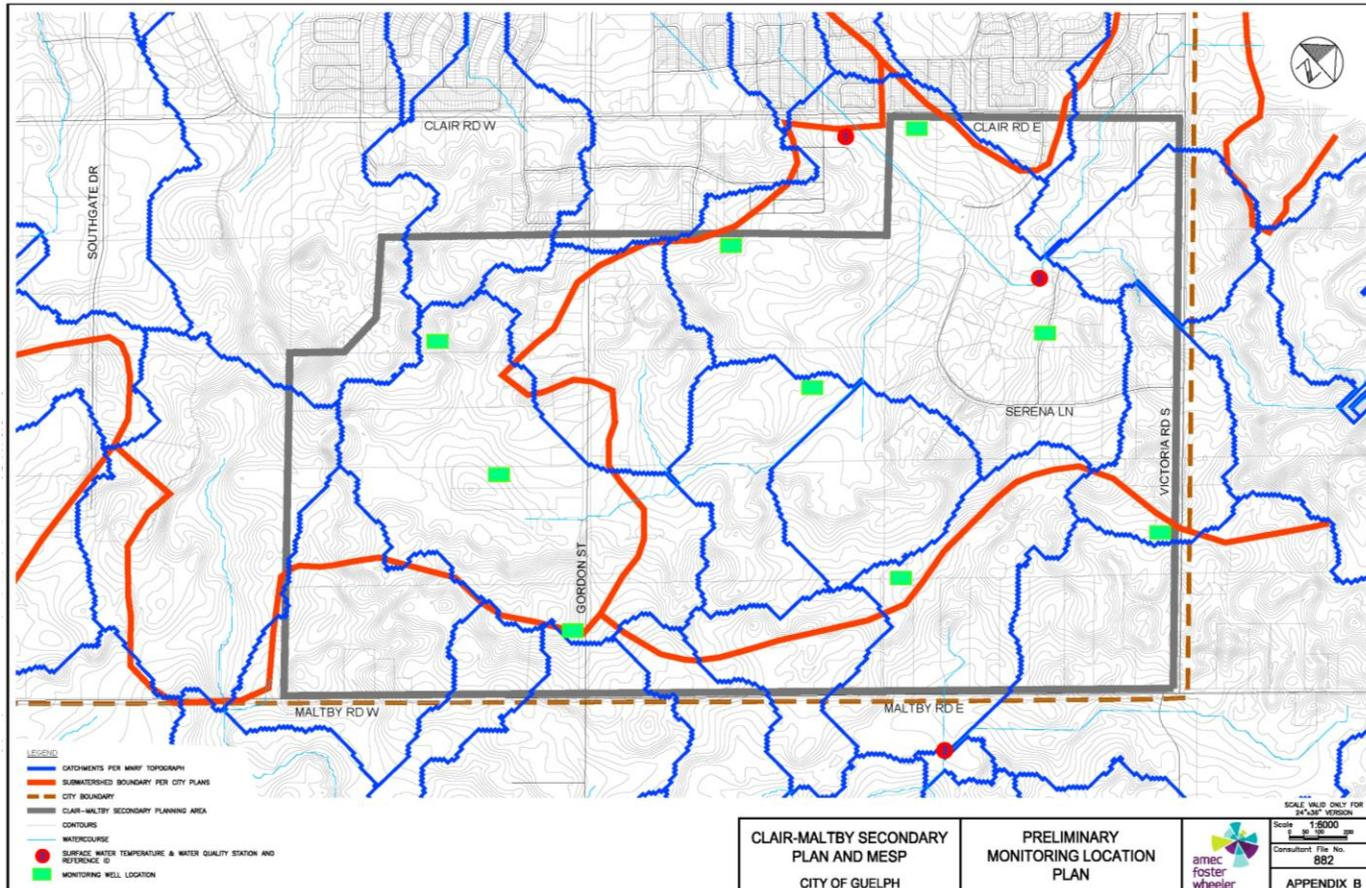 CLAIR RD W
CLAIR RD E
SOUTHGATE DR
SERENA LN
VICTORIA RD S
GORDON ST
MALTBY RD W
MALTBY RD E
LEGEND
CATCHMENTS PER MNRF TOPOGRAPH
SUBWATERSHED BOUNDARY PER CITY PLANS
CITY BOUNDARY
CLAIR-MALTBY SECONDARY PLANNING AREA
CONTOURS
WATERCOURSE
SURFACE WATER TEMPERATURE & WATER QUALITY STATION AND
REFERENCE ID
MONITORING WELL LOCATION
CLAIR-MALTBY SECONDARY
PLAN AND MESP
CITY OF GUELPH
PRELIMINARY
MONITORING LOCATION
PLAN
amec
foster
wheeler
SCALE VALID ONLY FOR
24"x36" VERSION
Scale 1:6000
0 50 100 200
Consultant File No.
882
APPENDIX B